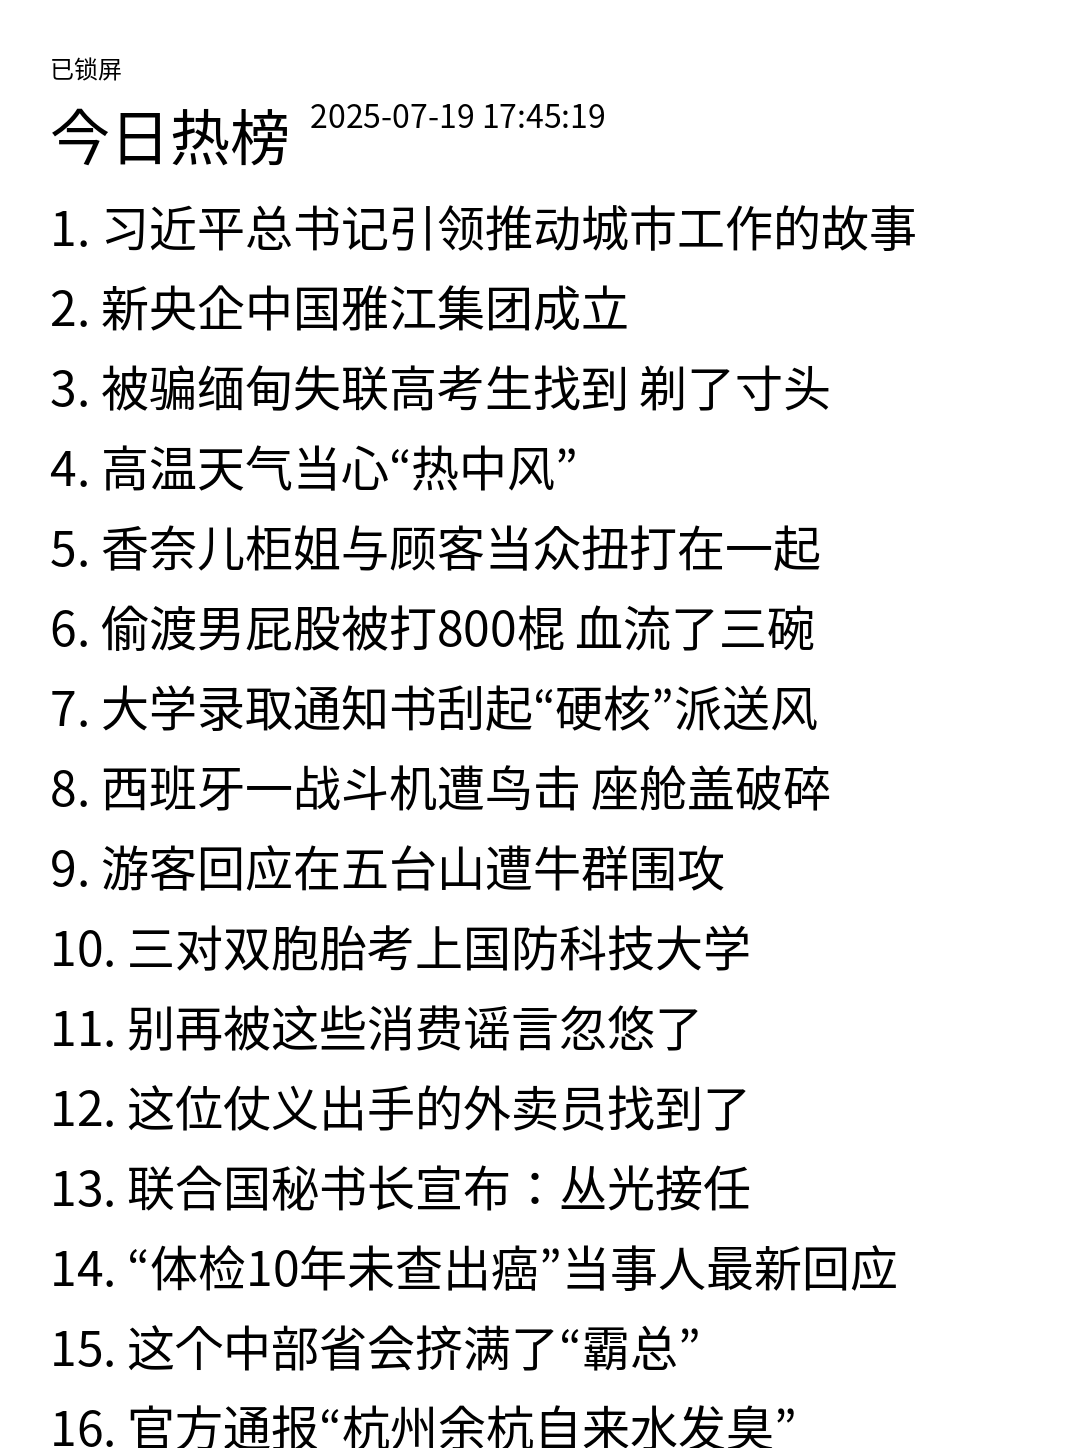 已锁屏
今日热榜 2025-07-19 17:45:19
1. 习近平总书记引领推动城市工作的故事
2. 新央企中国雅江集团成立
3. 被骗缅甸失联高考生找到 剃了寸头
4. 高温天气当心“热中风”
5. 香奈儿柜姐与顾客当众扭打在一起
6. 偷渡男屁股被打800棍 血流了三碗
7. 大学录取通知书刮起“硬核”派送风
8. 西班牙一战斗机遭鸟击 座舱盖破碎
9. 游客回应在五台山遭牛群围攻
10. 三对双胞胎考上国防科技大学
11. 别再被这些消费谣言忽悠了
12. 这位仗义出手的外卖员找到了
13. 联合国秘书长宣布：丛光接任
14. “体检10年未查出癌”当事人最新回应
15. 这个中部省会挤满了“霸总”
16. 官方通报“杭州余杭自来水发臭”